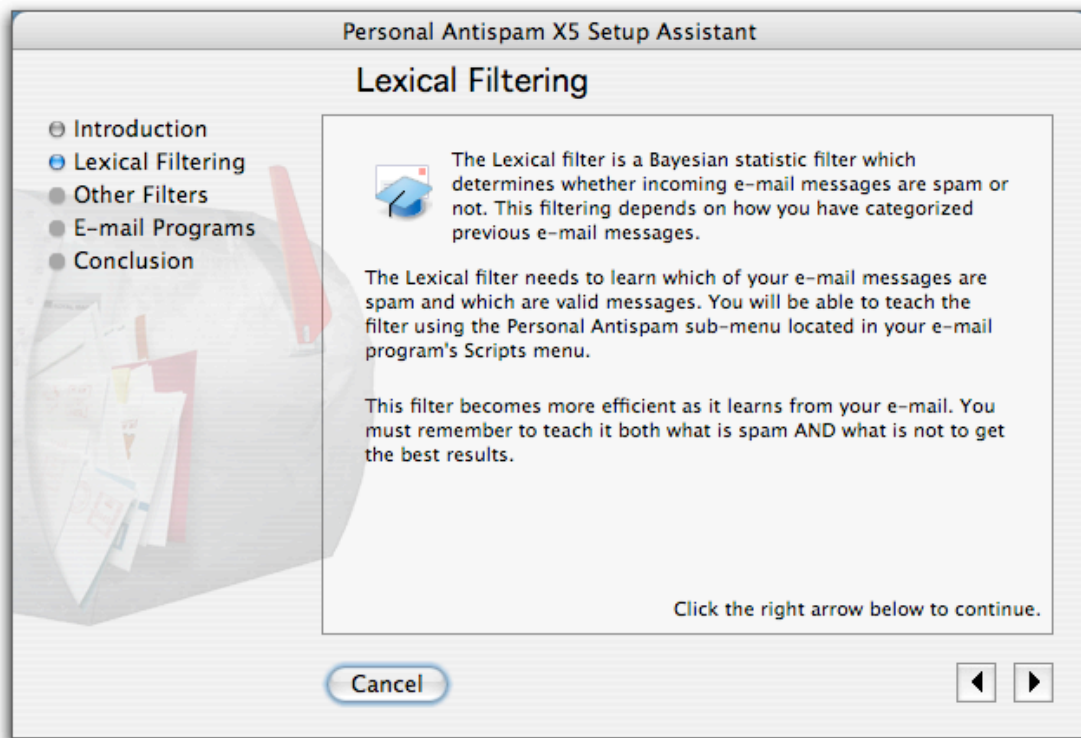 Personal Antispam X5 Setup Assistant
Lexical Filtering
Introduction
Lexical Filtering
Other Filters
E-mail Programs
Conclusion
The Lexical filter is a Bayesian statistic filter which
determines whether incoming e-mail messages are spam or
not. This filtering depends on how you have categorized
previous e-mail messages.
The Lexical filter needs to learn which of your e-mail messages are
spam and which are valid messages. You will be able to teach the
filter using the Personal Antispam sub-menu located in your e-mail
program's Scripts menu.
This filter becomes more efficient as it learns from your e-mail. You
must remember to teach it both what is spam AND what is not to get
the best results.
Click the right arrow below to continue.
Cancel